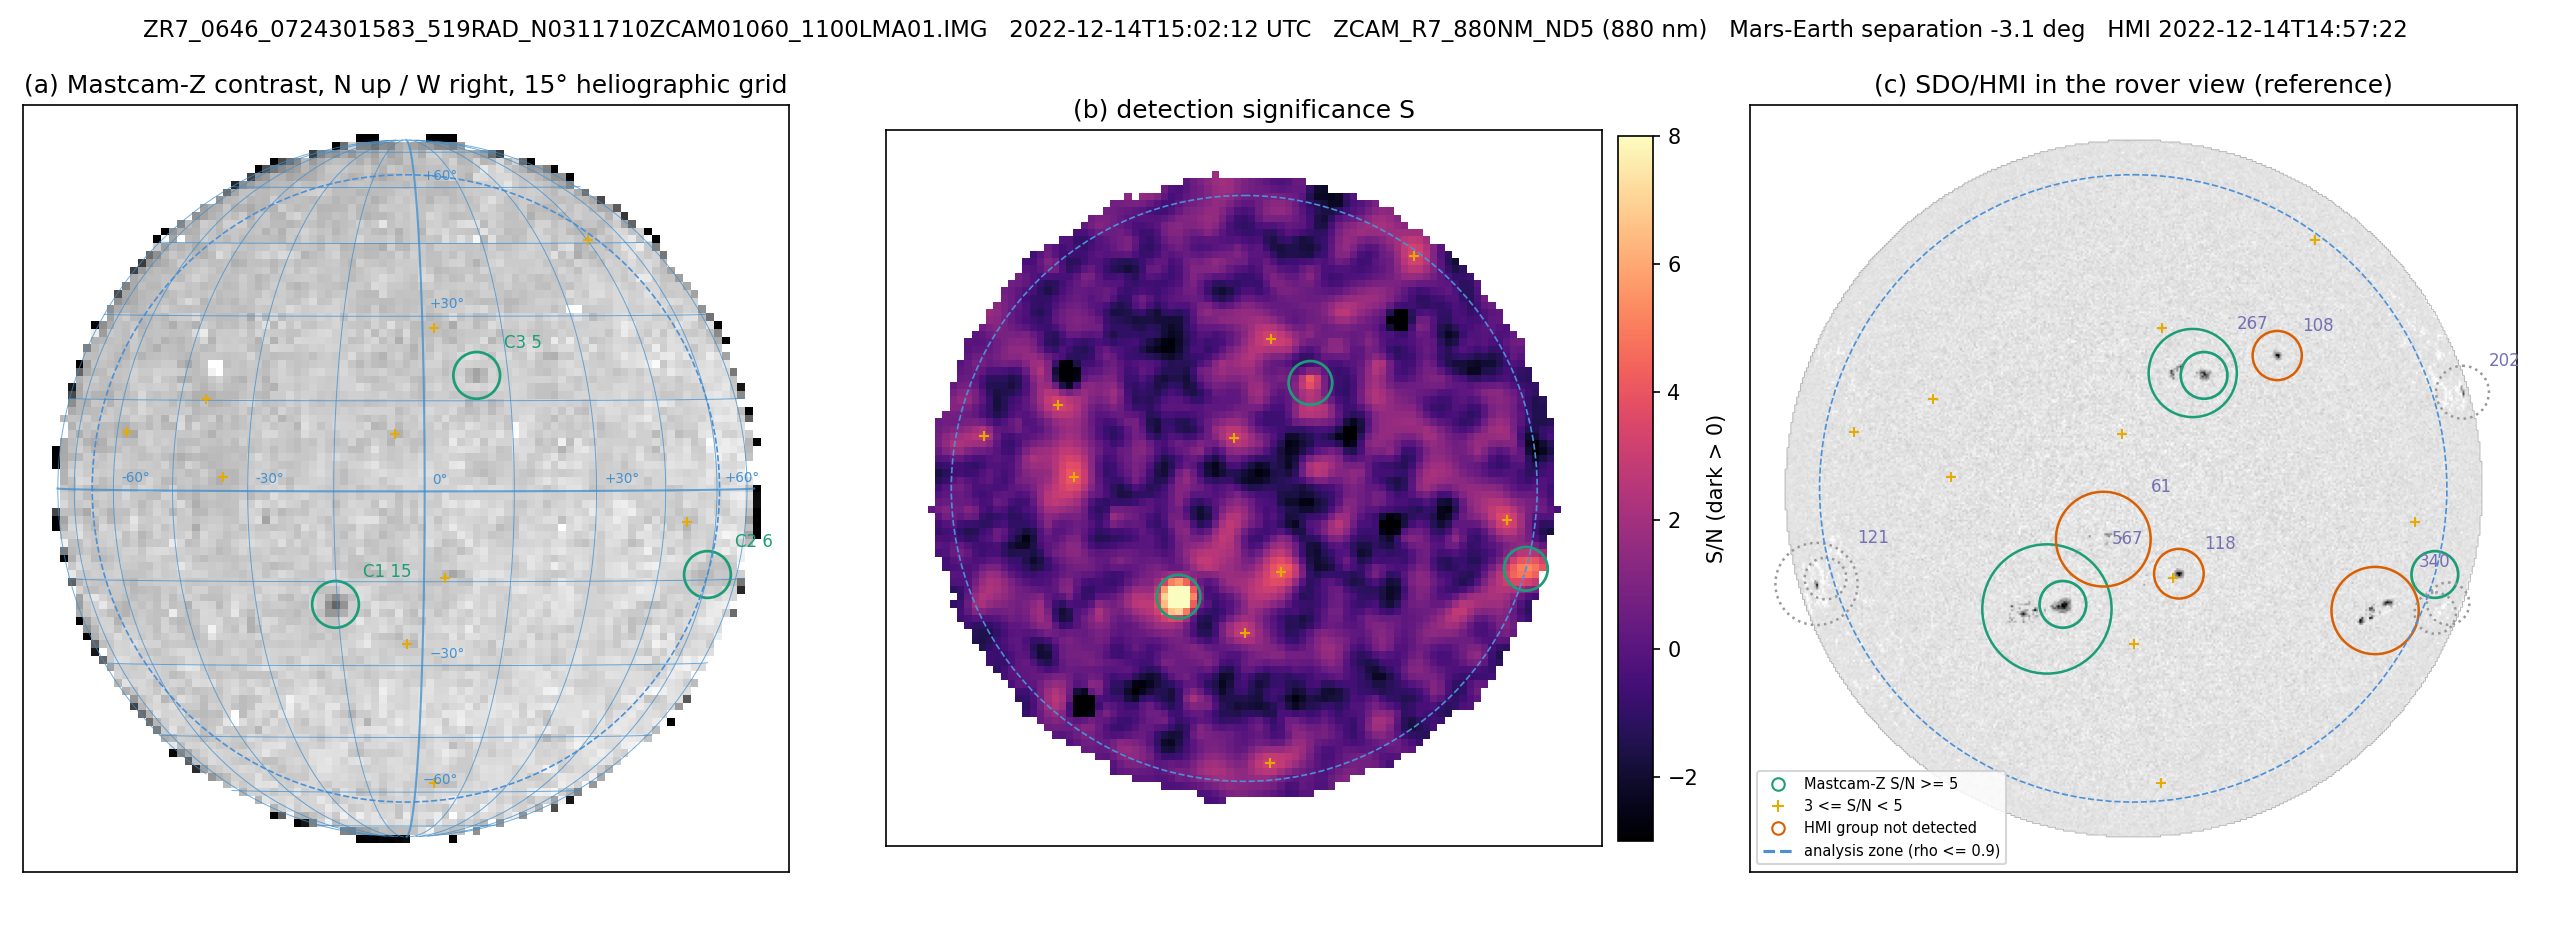 ZR7_0646_0724301583_519RAD_N0311710ZCAM01060_1100LMA01.IMG 2022-12-14T15:02:12 UTC ZCAM_R7_880NM_ND5 (880 nm) Mars-Earth separation -3.1 deg HMI 2022-12-14T14:57:22
(a) Mastcam-Z contrast, N up / W right, 15° heliographic grid
+60°
+30°
C3 5
-60°
-30°
0°
+30°
+60°
C2 6
C1 15
−30°
−60°
(b) detection significance S
8
6
4
2
0
−2
S/N (dark > 0)
(c) SDO/HMI in the rover view (reference)
267
108
202
61
121
567
118
340
Mastcam-Z S/N >= 5
3 <= S/N < 5
HMI group not detected
analysis zone (rho <= 0.9)